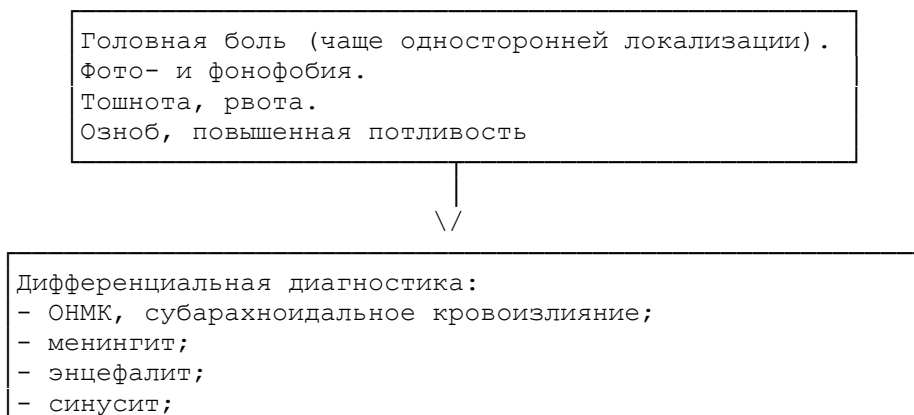 Головная боль (чаще односторонней локализации).
Фото- и фонофобия.
Тошнота, рвота.
Озноб, повышенная потливость
Дифференциальная диагностика:
- ОНМК, субарахноидальное кровоизлияние;
- менингит;
- энцефалит;
- синусит;